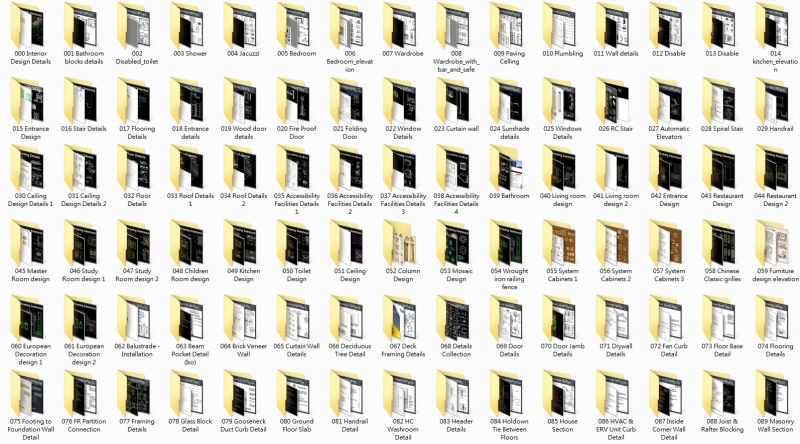 000 Interior Design Details
001 Bathroom blocks details
002 Disabled_toilet
003 Shower
004 Jacuzzi
005 Bedroom
006 Bedroom_elevation
007 Wardrobe
008 Wardrobe_with_bar_and_safe
009 Paving Celling
010 Plumbling
011 Wall details
012 Disable
013 Disable
014 kitchen_elevation
015 Entrance Design
016 Stair Details
017 Flooring Details
018 Entrance details
019 Wood door details
020 Fire Proof Door
021 Folding Door
022 Window Details
023 Curtain wall
024 Sunshade details
025 Windows Details
026 RC Stair
027 Automatic Elevators
028 Spiral Stair
029 Handrail
030 Ceiling Design Details 1
031 Ceiling Design Details 2
032 Floor Details
033 Roof Details 1
034 Roof Details 2
035 Accessibility Facilities Details 1
036 Accessibility Facilities Details 2
037 Accessibility Facilities Details 3
038 Accessibility Facilities Details 4
039 Bathroom
040 Living room design
041 Living room design 2
042 Entrance Design
043 Restaurant Design
044 Restaurant Design 2
045 Master Room design
046 Study Room design 1
047 Study Room design 2
048 Children Room design
049 Kitchen Design
050 Toilet Design
051 Ceiling Design
052 Column Design
053 Mosaic Design
054 Wrought iron railing fence
055 System Cabinets 1
056 System Cabinets 2
057 System Cabinets 3
058 Chinese Classic grilles
059 Furniture design elevation
060 European Decoration design 1
061 European Decoration design 2
062 Balustrade - Installation
063 Beam Pocket Detail (Iso)
064 Brick Veneer Wall
065 Curtain Wall Details
066 Deciduous Tree Detail
067 Deck Framing Details
068 Details Collection
069 Door Details
070 Door Jamb Details
071 Drywall Details
072 Fan Curb Detail
073 Floor Base Detail
074 Flooring Details
075 Footing to Foundation Wall Detail
076 FR Partition Connection
077 Framing Details
078 Glass Block Detail
079 Gooseneck Duct Curb Detail
080 Ground Floor Slab
081 Handrail Detail
082 HC Washroom Detail
083 Header Details
084 Holdown Tie Between Floors
085 House Section
086 HVAC & ERV Unit Curb Detail
087 Inside Corner Wall Detail
088 Joist & Rafter Blocking
089 Masonry Wall Section